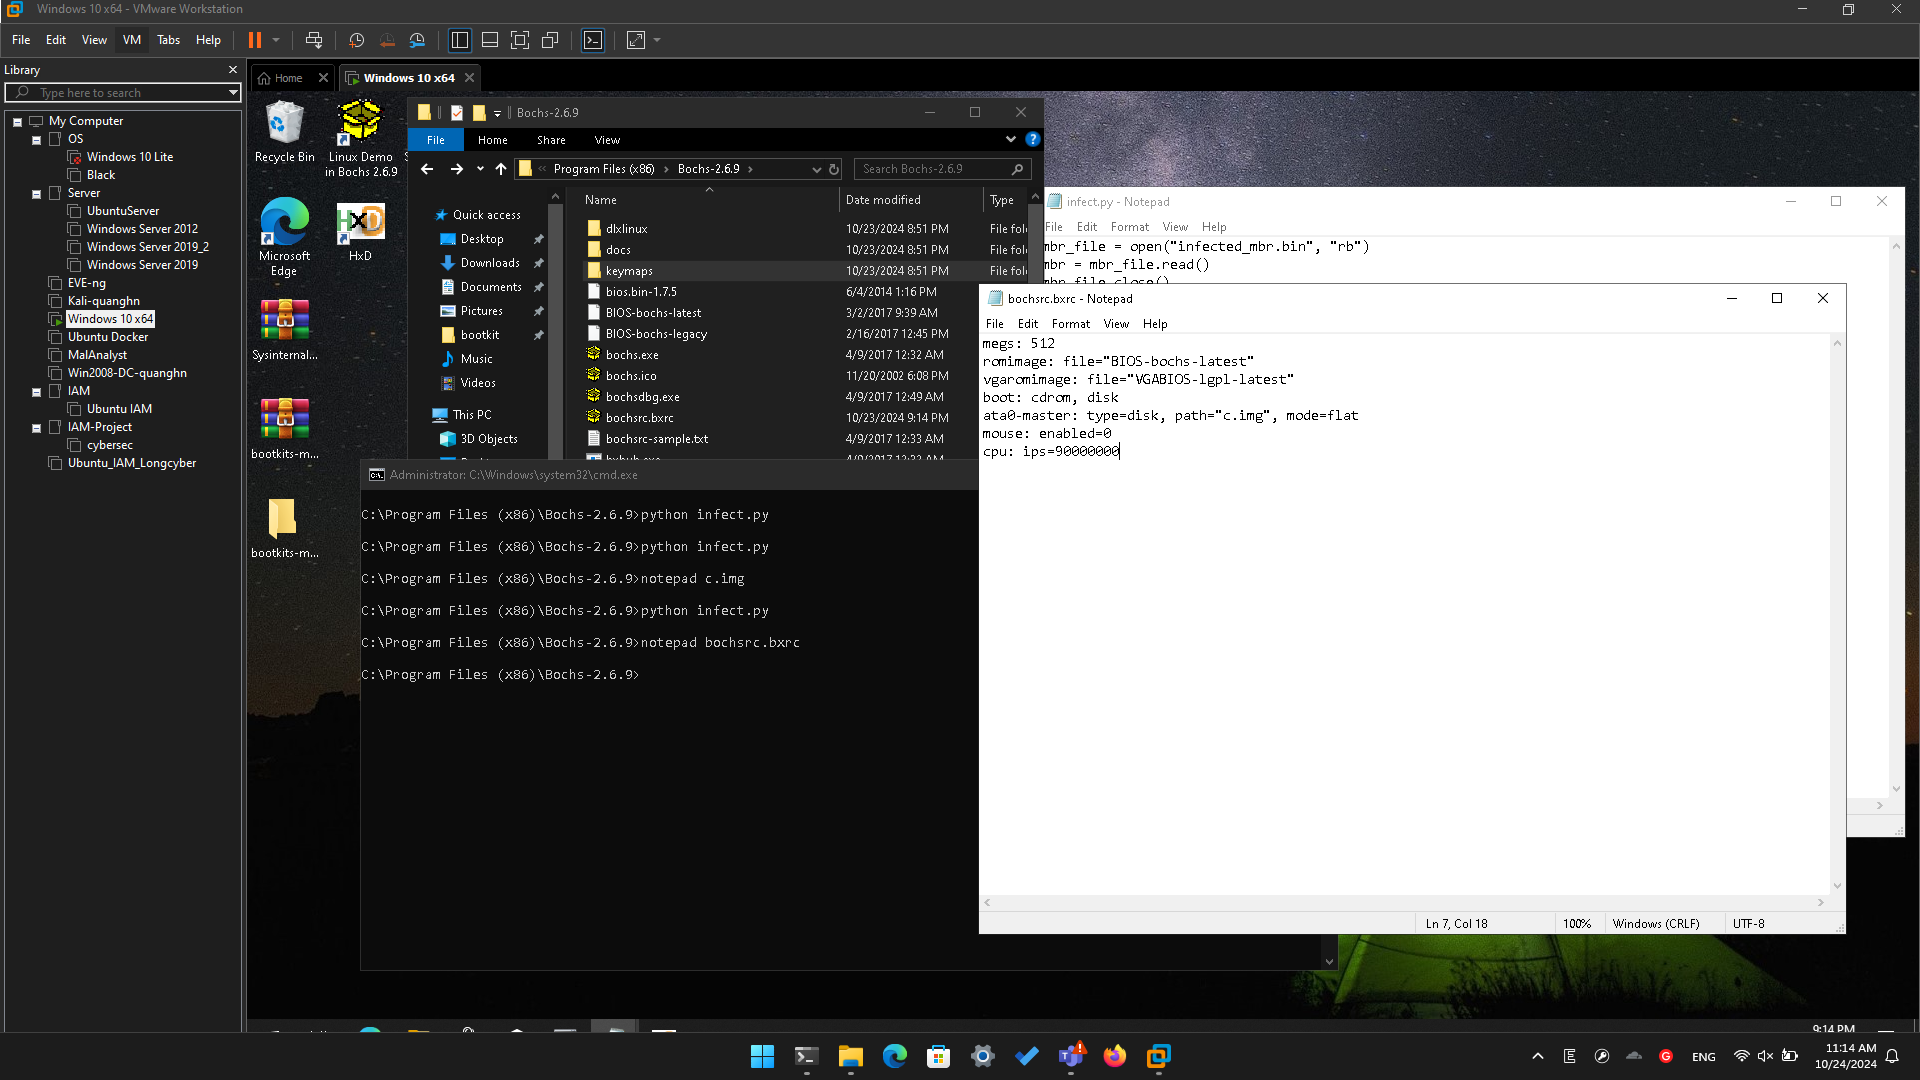 Windows 10 x64 - VMware Workstation
File Edit View VM Tabs Help
Library
Type here to search
My Computer
OS
Windows 10 Lite
Black
Server
UbuntuServer
Windows Server 2012
Windows Server 2019_2
Windows Server 2019
EVE-ng
Kali-quanghn
Windows 10 x64
Ubuntu Docker
MalAnalyst
Win2008-DC-quanghn
IAM
Ubuntu IAM
IAM-Project
cybersec
Ubuntu_IAM_Longcyber
Home
Windows 10 x64
Recycle Bin
Linux Demo in Bochs 2.6.9
Microsoft Edge
HxD
Sysinternal...
bootkits-m...
bootkits-m...
Bochs-2.6.9
File Home Share View
Program Files (x86) Bochs-2.6.9
Search Bochs-2.6.9
Quick access
Desktop
Downloads
Documents
Pictures
bootkit
Music
Videos
This PC
3D Objects
Name Date modified Type
dlxlinux 10/23/2024 8:51 PM File fol
docs 10/23/2024 8:51 PM File fol
keymaps 10/23/2024 8:51 PM File fol
bios.bin-1.7.5 6/4/2014 1:16 PM
BIOS-bochs-latest 3/2/2017 9:39 AM
BIOS-bochs-legacy 2/16/2017 12:45 PM
bochs.exe 4/9/2017 12:32 AM
bochs.ico 11/20/2002 6:08 PM
bochsdbg.exe 4/9/2017 12:49 AM
bochsrc.bxrc 10/23/2024 9:14 PM
bochsrc-sample.txt 4/9/2017 12:33 AM
infect.py - Notepad
File Edit Format View Help
mbr_file = open("infected_mbr.bin", "rb")
mbr = mbr_file.read()
mbr_file.close()
bochsrc.bxrc - Notepad
File Edit Format View Help
megs: 512
romimage: file="BIOS-bochs-latest"
vgaromimage: file="VGABIOS-lgpl-latest"
boot: cdrom, disk
ata0-master: type=disk, path="c.img", mode=flat
mouse: enabled=0
cpu: ips=90000000
Ln 7, Col 18 100% Windows (CRLF) UTF-8
Administrator: C:\Windows\system32\cmd.exe
C:\Program Files (x86)\Bochs-2.6.9>python infect.py
C:\Program Files (x86)\Bochs-2.6.9>python infect.py
C:\Program Files (x86)\Bochs-2.6.9>notepad c.img
C:\Program Files (x86)\Bochs-2.6.9>python infect.py
C:\Program Files (x86)\Bochs-2.6.9>notepad bochsrc.bxrc
C:\Program Files (x86)\Bochs-2.6.9>
9:14 PM
ENG
11:14 AM
10/24/2024